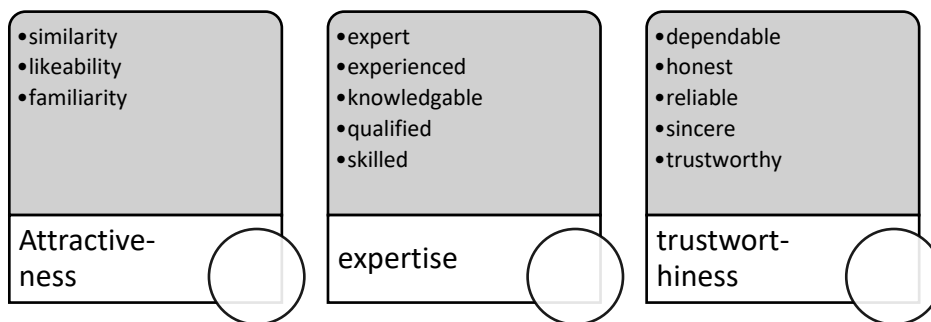 •similarity
•likeability
•familiarity
Attractive-
ness
•expert
•experienced
•knowledgable
•qualified
•skilled
expertise
•dependable
•honest
•reliable
•sincere
•trustworthy
trustwort-
hiness